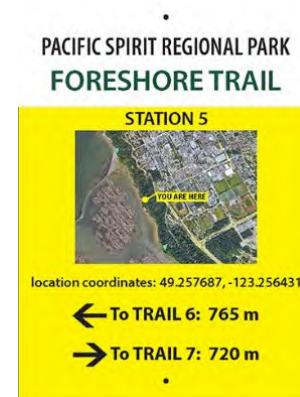 PACIFIC SPIRIT REGIONAL PARK
FORESHORE TRAIL
STATION 5
YOU ARE HERE
location coordinates: 49.257687, -123.256431
← To TRAIL 6: 765 m
→ To TRAIL 7: 720 m